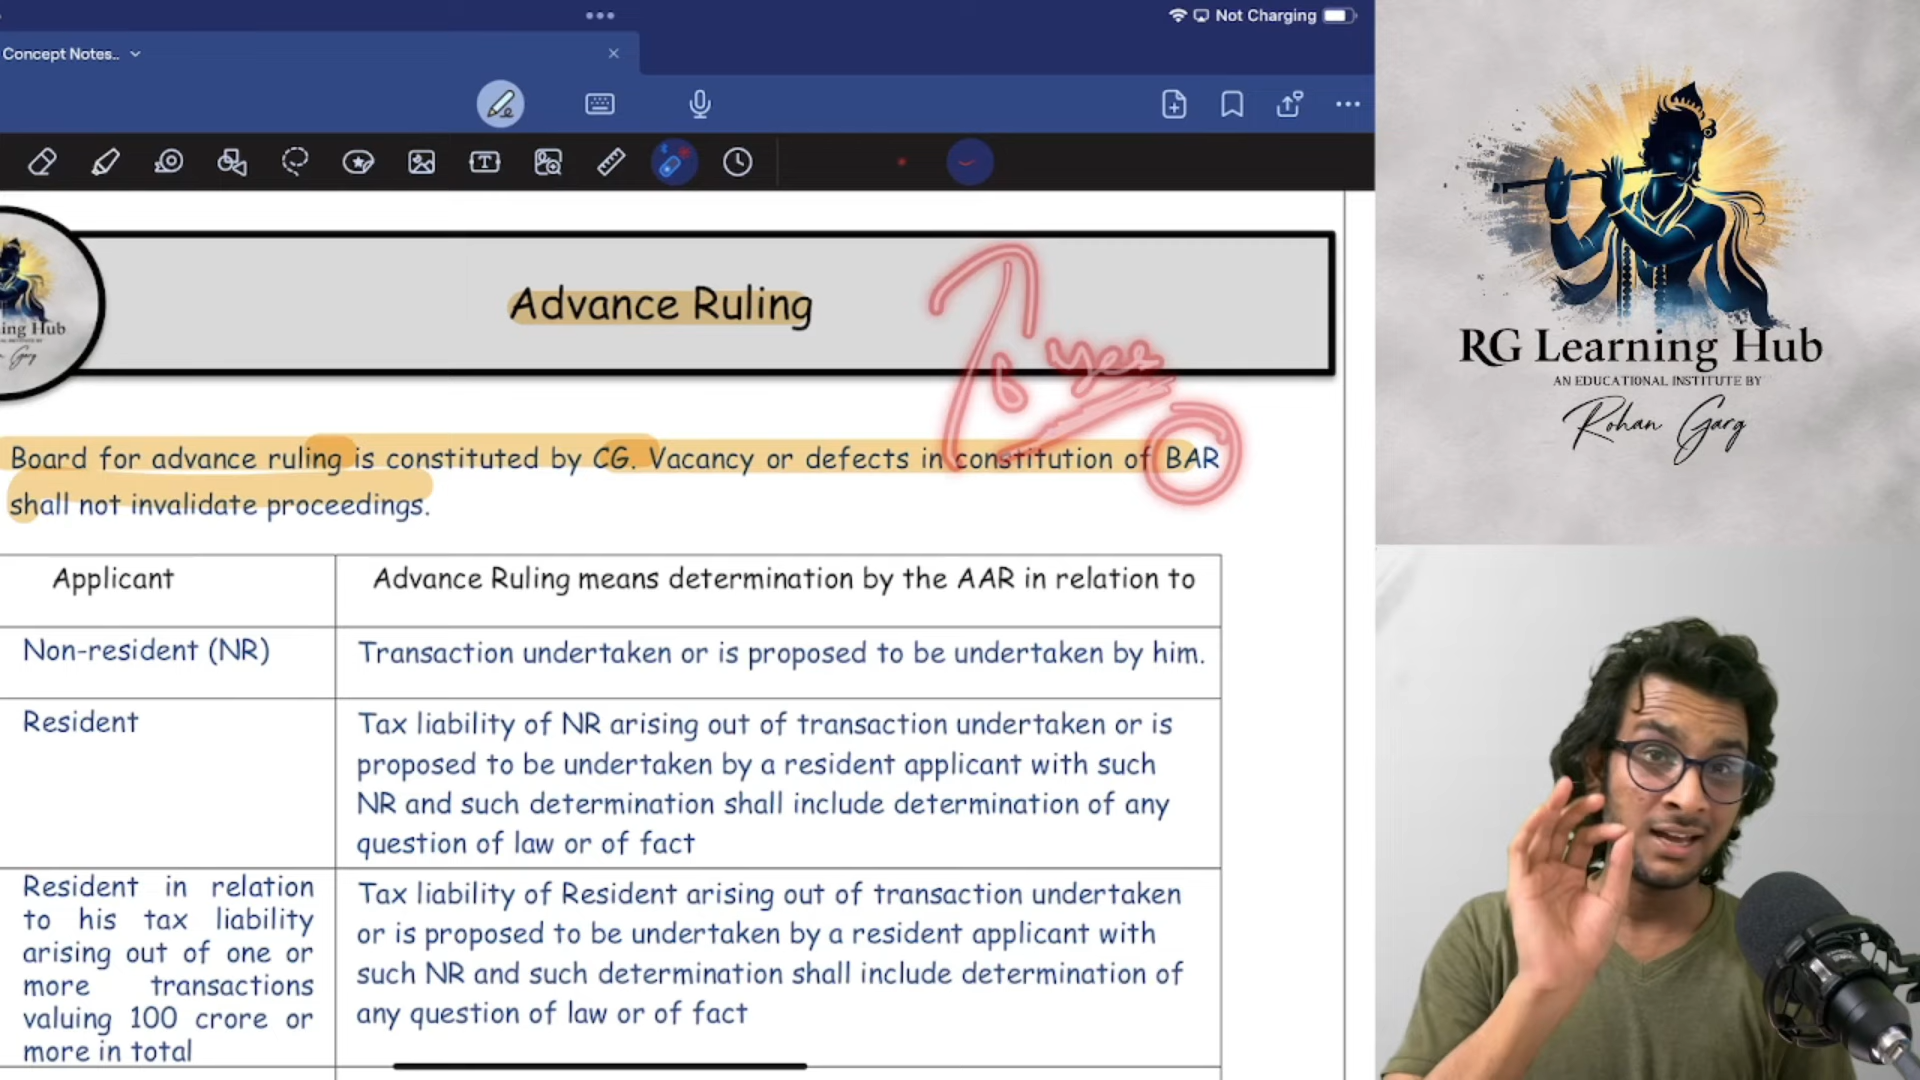 Not Charging
Concept Notes..
Advance Ruling
yes
ing Hub
Board for advance ruling is constituted by CG. Vacancy or defects in constitution of BAR
shall not invalidate proceedings.
Applicant
Advance Ruling means determination by the AAR in relation to
Non-resident (NR)
Transaction undertaken or is proposed to be undertaken by him.
Resident
Tax liability of NR arising out of transaction undertaken or is
proposed to be undertaken by a resident applicant with such
NR and such determination shall include determination of any
question of law or of fact
Resident in relation
to his tax liability
arising out of one or
more transactions
valuing 100 crore or
more in total
Tax liability of Resident arising out of transaction undertaken
or is proposed to be undertaken by a resident applicant with
such NR and such determination shall include determination of
any question of law or of fact
RG Learning Hub
AN EDUCATIONAL INSTITUTE BY
Rohan Garg